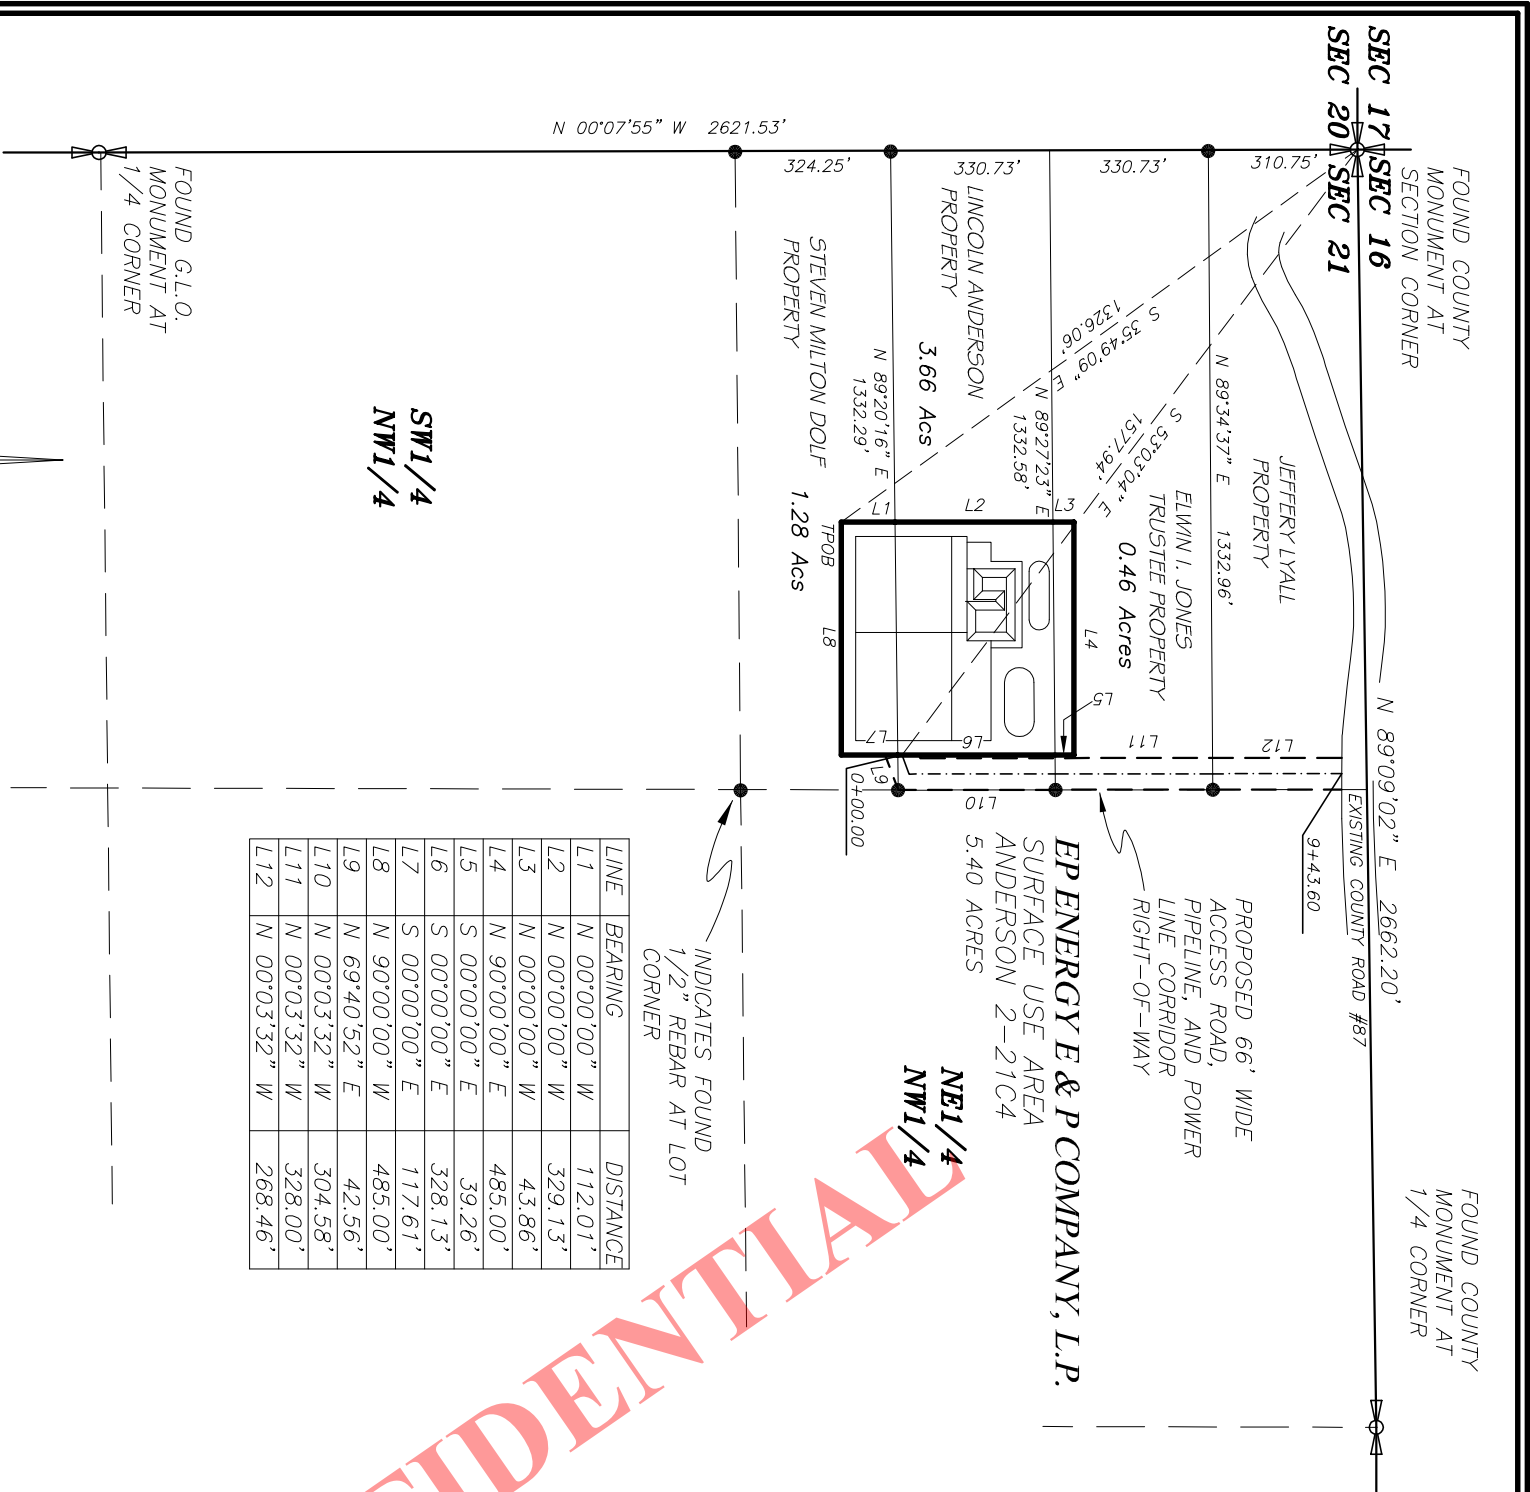 SEC 17 SEC 16
SEC 20 SEC 21
FOUND COUNTY
MONUMENT AT
SECTION CORNER
N 89°09'02" E 2662.20'
EXISTING COUNTY ROAD #87
FOUND COUNTY
MONUMENT AT
1/4 CORNER
N 00°07'55" W 2621.53'
310.75'
330.73'
330.73'
324.25'
JEFFERY LYALL
PROPERTY
N 89°34'37" E 1332.96'
ELWIN I. JONES
TRUSTEE PROPERTY
0.46 Acres
S 53°03'04" E
1577.94'
N 89°27'23" E
1332.58'
S 35°49'09" E
1326.06'
LINCOLN ANDERSON
PROPERTY
3.66 Acs
N 89°20'16" E
1332.29'
STEVEN MILTON DOLF
PROPERTY
1.28 Acs
TPOB
L1
L2
L3
L4
L5
L6
L7
L8
L9
L10
L11
L12
0+00.00
9+43.60
PROPOSED 66' WIDE
ACCESS ROAD,
PIPELINE, AND POWER
LINE CORRIDOR
RIGHT-OF-WAY
EP ENERGY E & P COMPANY, L.P.
SURFACE USE AREA
ANDERSON 2-21C4
5.40 ACRES
NE1/4
NW1/4
INDICATES FOUND
1/2" REBAR AT LOT
CORNER
LINE BEARING DISTANCE
L1 N 00°00'00" W 112.01'
L2 N 00°00'00" W 329.13'
L3 N 00°00'00" W 43.86'
L4 N 90°00'00" E 485.00'
L5 S 00°00'00" E 39.26'
L6 S 00°00'00" E 328.13'
L7 S 00°00'00" E 117.61'
L8 N 90°00'00" W 485.00'
L9 N 69°40'52" E 42.56'
L10 N 00°03'32" W 304.58'
L11 N 00°03'32" W 328.00'
L12 N 00°03'32" W 268.46'
SW1/4
NW1/4
FOUND G.L.O.
MONUMENT AT
1/4 CORNER
FIDENTIAL